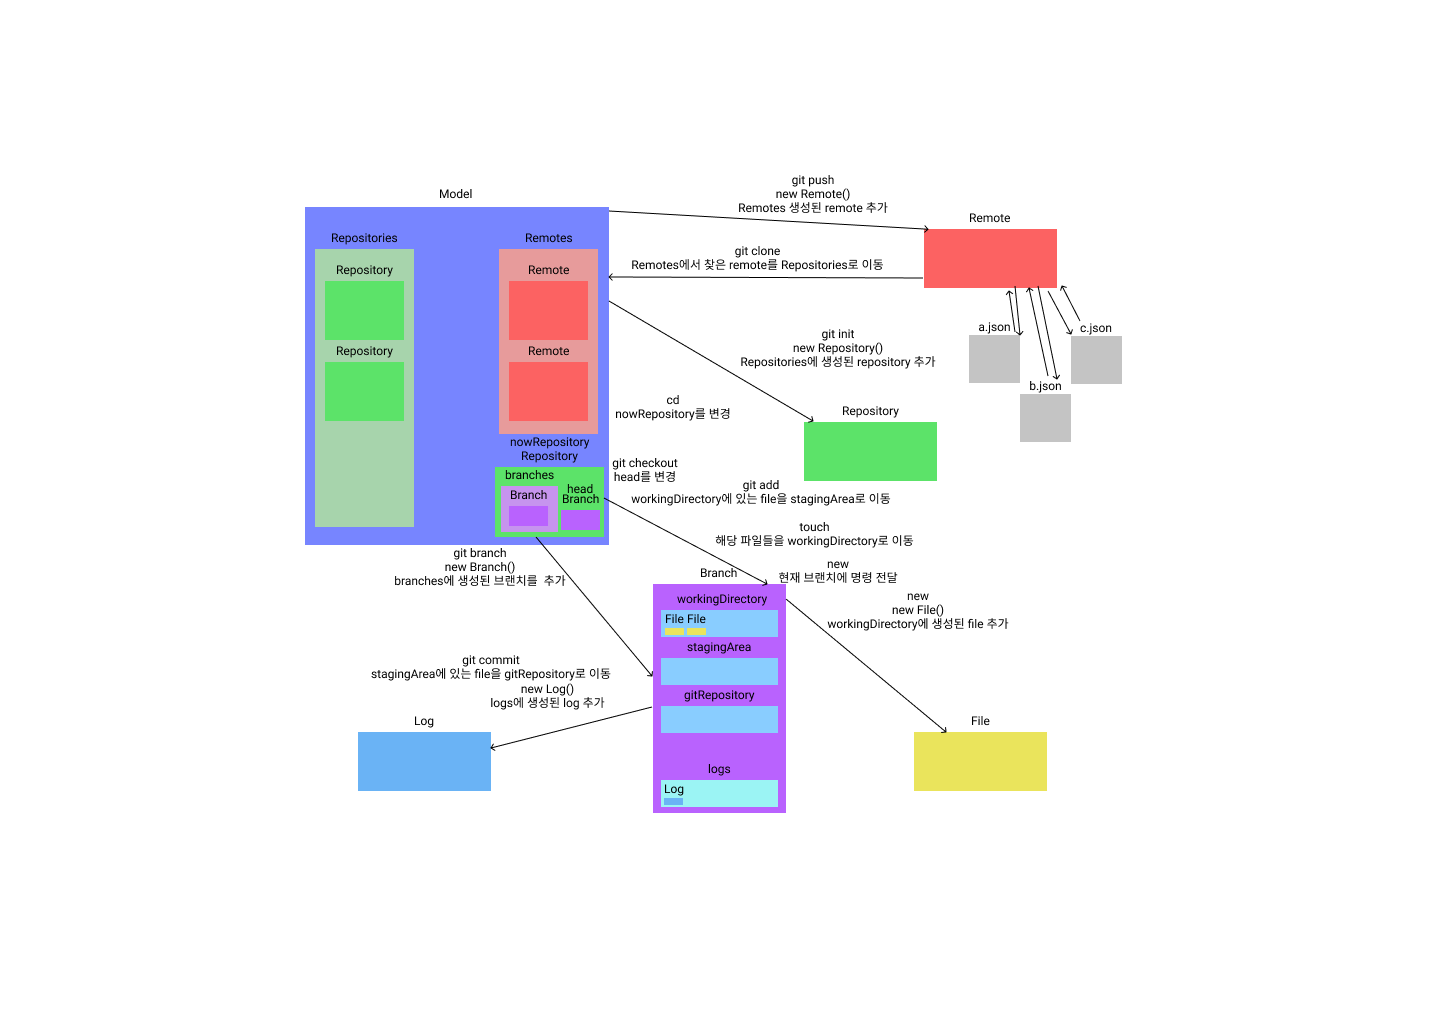 Model
Repositories
Repository
Repository
Remotes
Remote
Remote
nowRepository
Repository
branches
Branch
head
Branch
git push
new Remote()
Remotes 생성된 remote 추가
git clone
Remotes에서 찾은 remote를 Repositories로 이동
Remote
a.json
b.json
c.json
git init
new Repository()
Repositories에 생성된 repository 추가
cd
nowRepository를 변경
Repository
git checkout
head를 변경
git add
workingDirectory에 있는 file을 stagingArea로 이동
touch
해당 파일들을 workingDirectory로 이동
new
현재 브랜치에 명령 전달
git branch
new Branch()
branches에 생성된 브랜치를 추가
Branch
workingDirectory
File File
stagingArea
gitRepository
logs
Log
new
new File()
workingDirectory에 생성된 file 추가
File
git commit
stagingArea에 있는 file을 gitRepository로 이동
new Log()
logs에 생성된 log 추가
Log